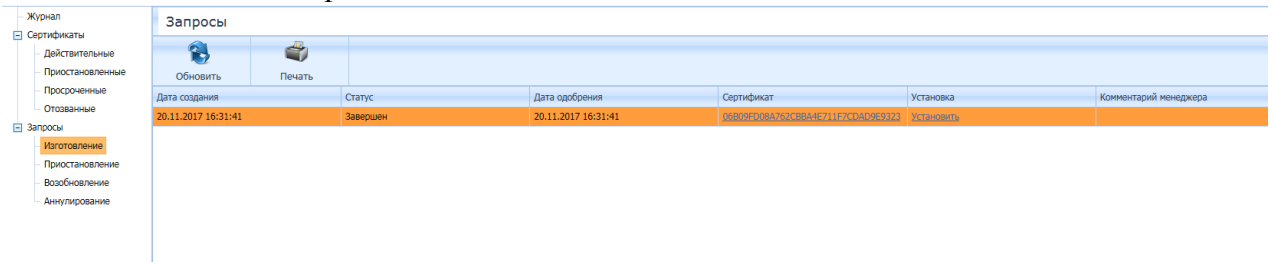 Журнал
Сертификаты
Действительные
Приостановленные
Просроченные
Отозванные
Запросы
Изготовление
Приостановление
Возобновление
Аннулирование
Запросы
Обновить Печать
Дата создания Статус Дата одобрения Сертификат Установка Комментарий менеджера
20.11.2017 16:31:41 Завершен 20.11.2017 16:31:41 06B09FD08A762CBBA4E711F7CDAD9E9323 Установить